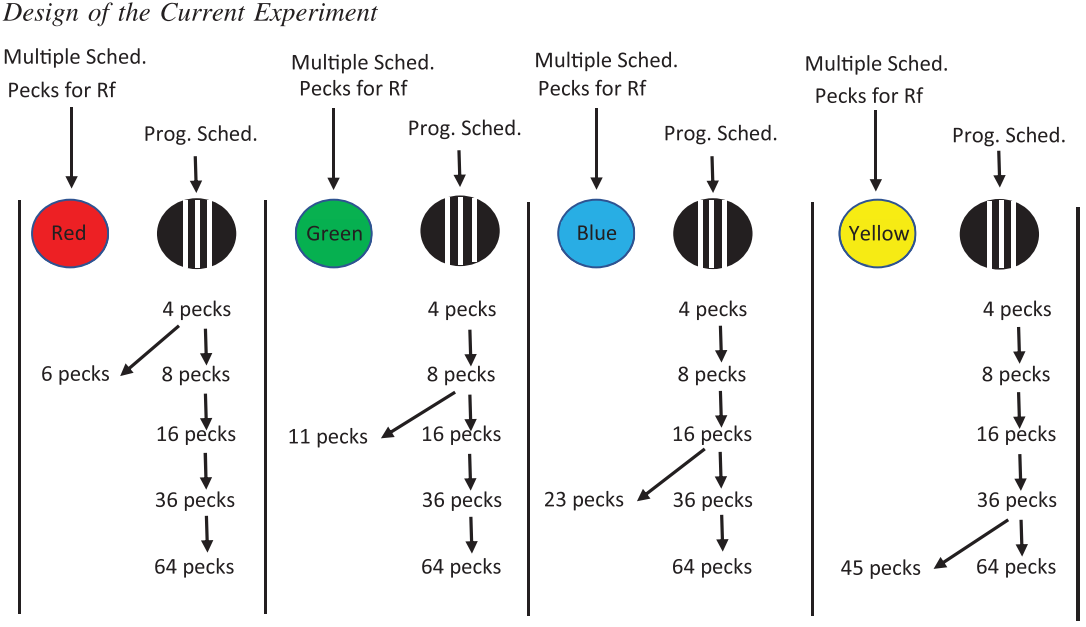 Design of the Current Experiment
Multiple Sched.
Pecks for Rf
Prog. Sched.
Red
4 pecks
6 pecks
8 pecks
16 pecks
36 pecks
64 pecks
Multiple Sched.
Pecks for Rf
Prog. Sched.
Green
4 pecks
8 pecks
11 pecks
16 pecks
36 pecks
64 pecks
Multiple Sched.
Pecks for Rf
Prog. Sched.
Blue
4 pecks
8 pecks
16 pecks
23 pecks
36 pecks
64 pecks
Multiple Sched.
Pecks for Rf
Prog. Sched.
Yellow
4 pecks
8 pecks
16 pecks
36 pecks
45 pecks
64 pecks